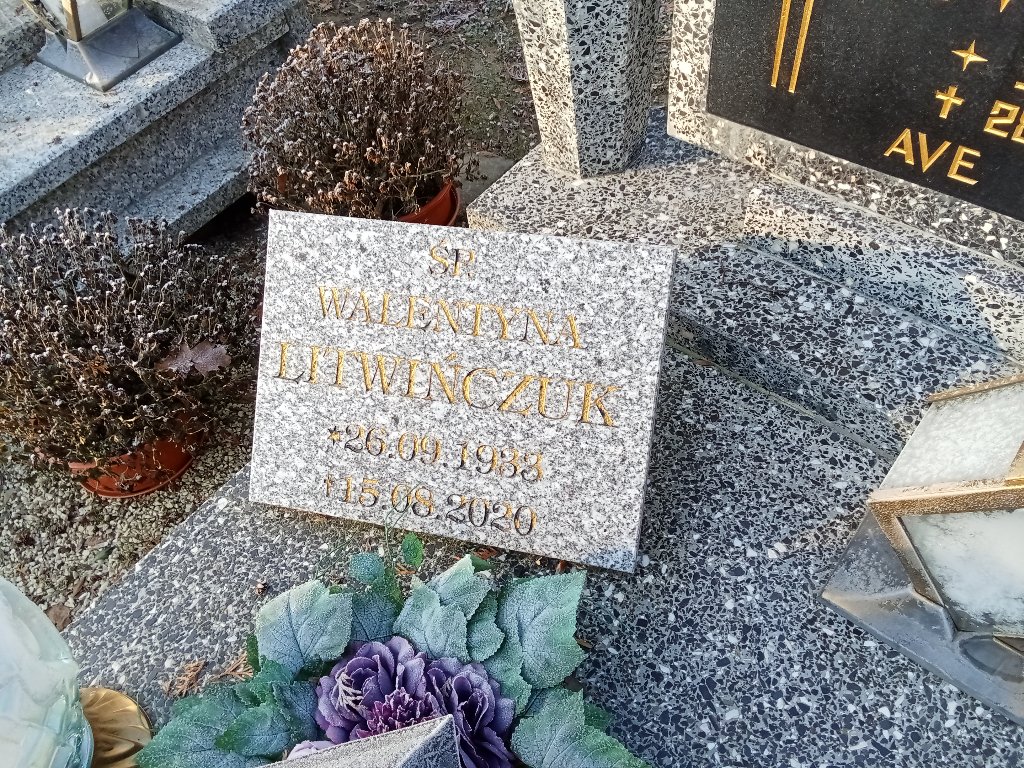 ŚP.
WALENTYNA
LITWIŃCZUK
*26.09.1933
†15.08.2020
AVE